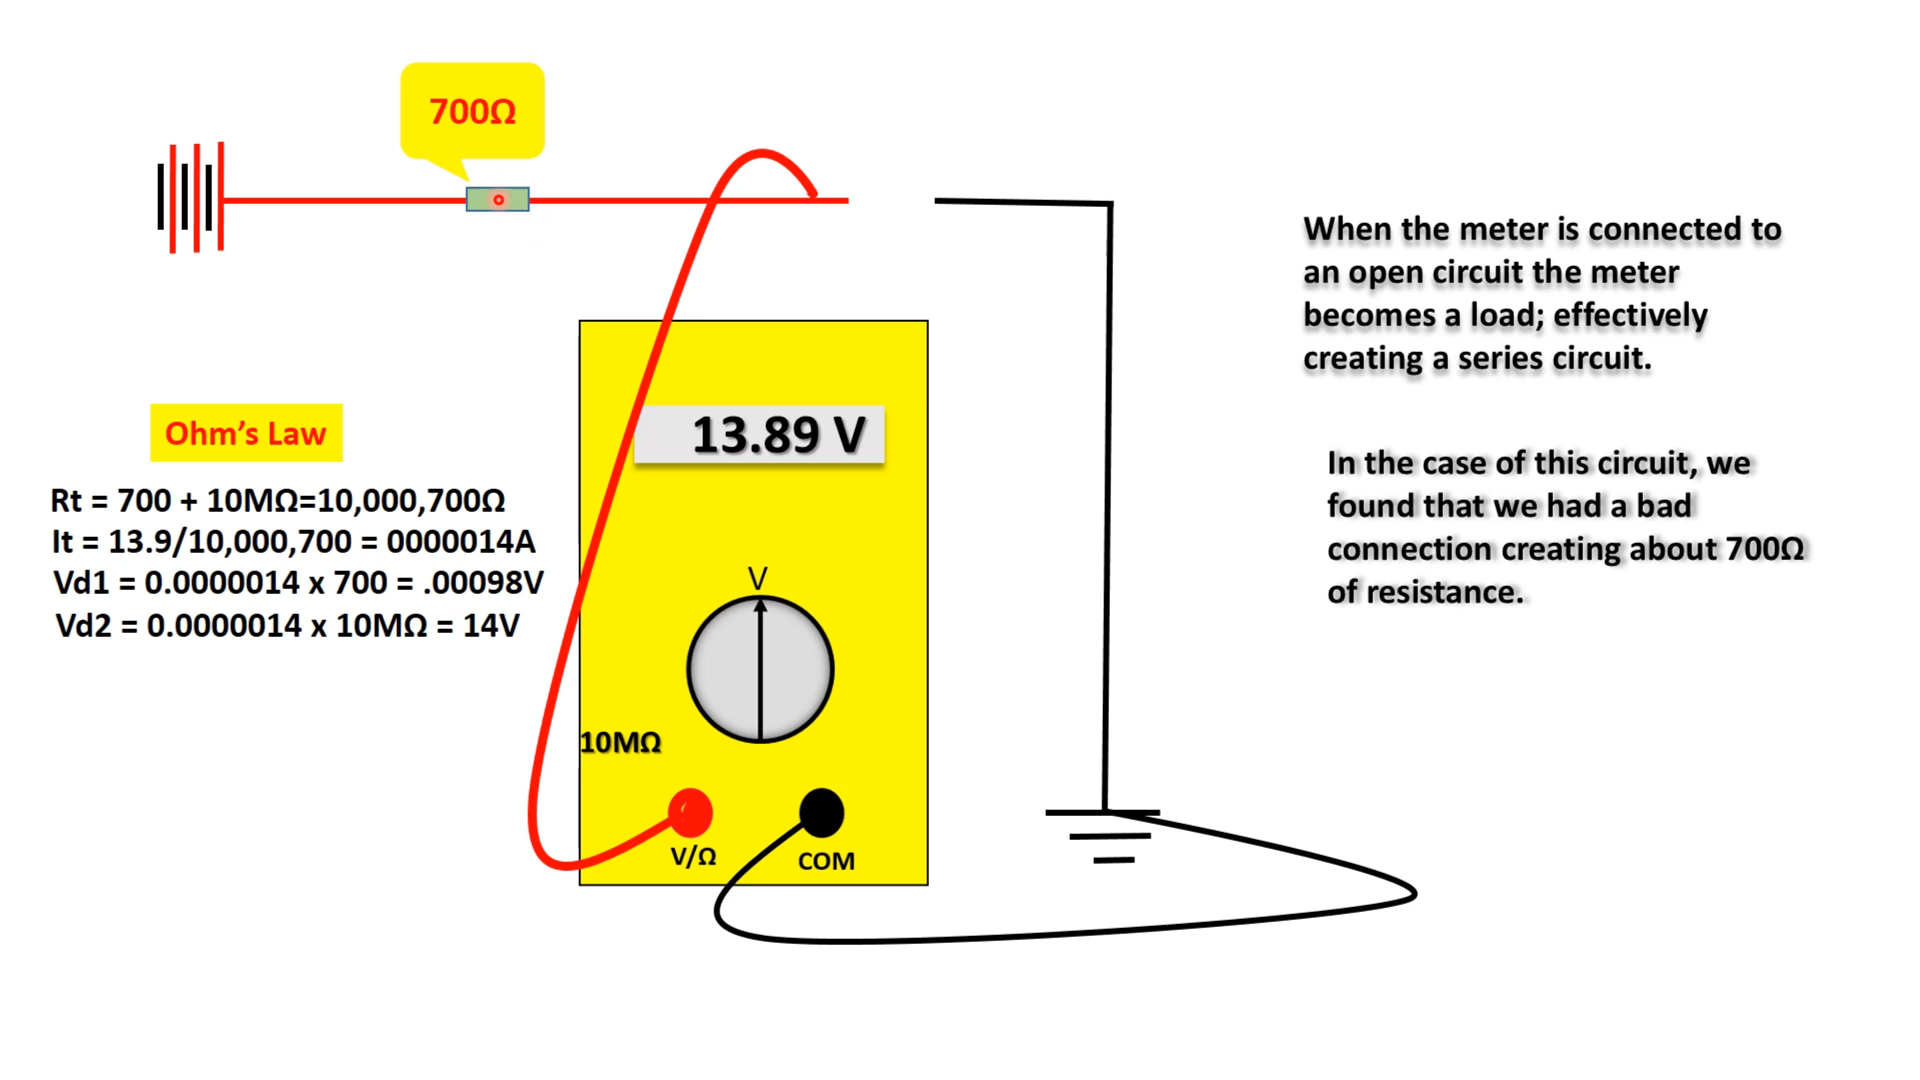 700Ω
When the meter is connected to
an open circuit the meter
becomes a load; effectively
creating a series circuit.
13.89 V
Ohm's Law
In the case of this circuit, we
found that we had a bad
connection creating about 700Ω
of resistance.
Rt = 700 + 10MΩ=10,000,700Ω
It = 13.9/10,000,700 = 0000014A
Vd1 = 0.0000014 x 700 = .00098V
Vd2 = 0.0000014 x 10MΩ = 14V
V
10MΩ
V/Ω
COM